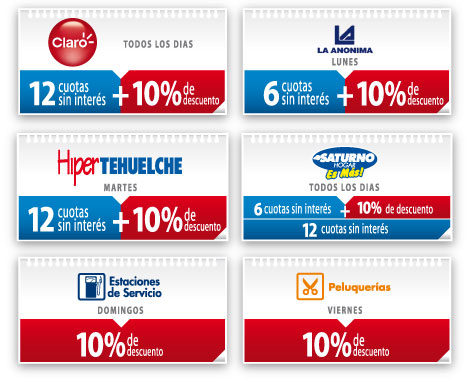 Claro
TODOS LOS DIAS
12 cuotas sin interés + 10% de descuento
LA ANONIMA
LUNES
6 cuotas sin interés + 10% de descuento
HiperTEHUELCHE
MARTES
12 cuotas sin interés + 10% de descuento
SATURNO
HOGAR
Es Más!
TODOS LOS DIAS
6 cuotas sin interés + 10% de descuento
12 cuotas sin interés
Estaciones
de Servicio
DOMINGOS
10% de descuento
Peluquerías
VIERNES
10% de descuento